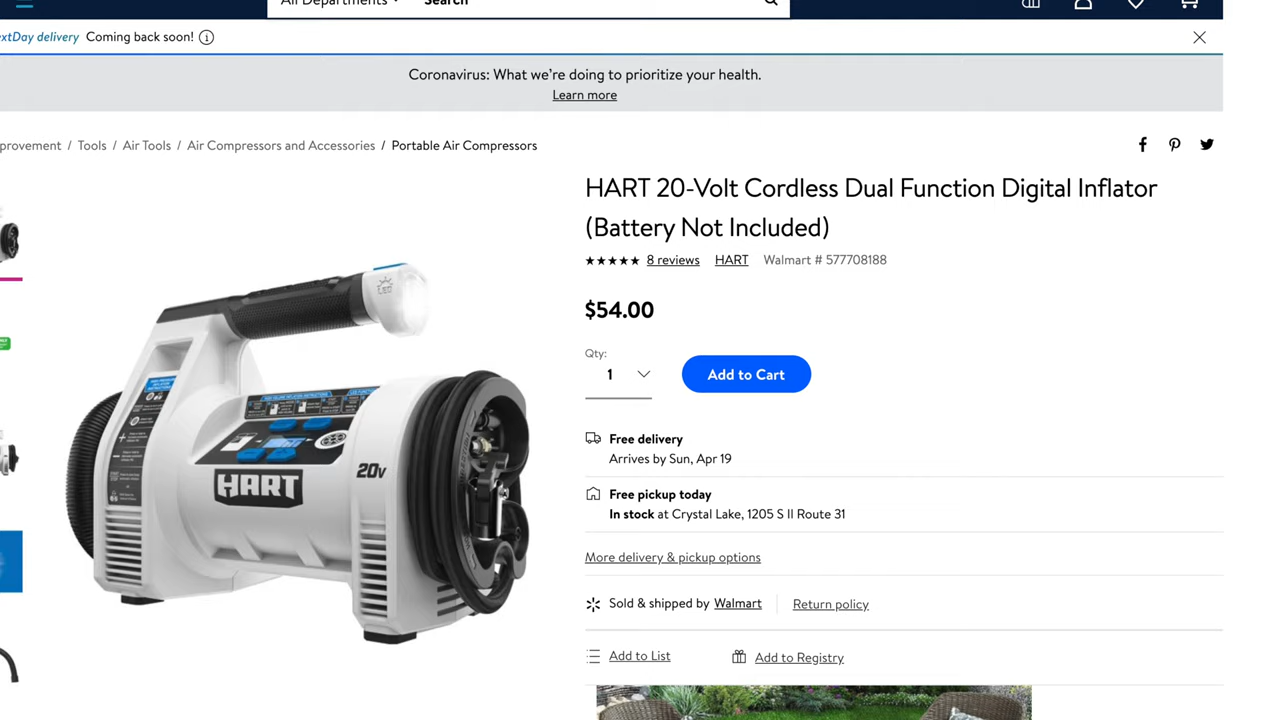 All Departments Search
xtDay delivery Coming back soon!
Coronavirus: What we’re doing to prioritize your health.
Learn more
provement / Tools / Air Tools / Air Compressors and Accessories / Portable Air Compressors
HART 20-Volt Cordless Dual Function Digital Inflator
(Battery Not Included)
8 reviews HART Walmart # 577708188
$54.00
Qty:
1
Add to Cart
Free delivery
Arrives by Sun, Apr 19
Free pickup today
In stock at Crystal Lake, 1205 S Il Route 31
More delivery & pickup options
Sold & shipped by Walmart Return policy
Add to List Add to Registry
20v
HART